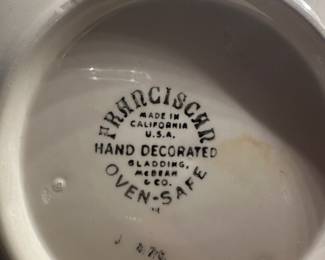 FRANCISCAN
MADE IN
CALIFORNIA
U.S.A.
HAND DECORATED
GLADDING,
McBEAN
& CO.
OVEN-SAFE